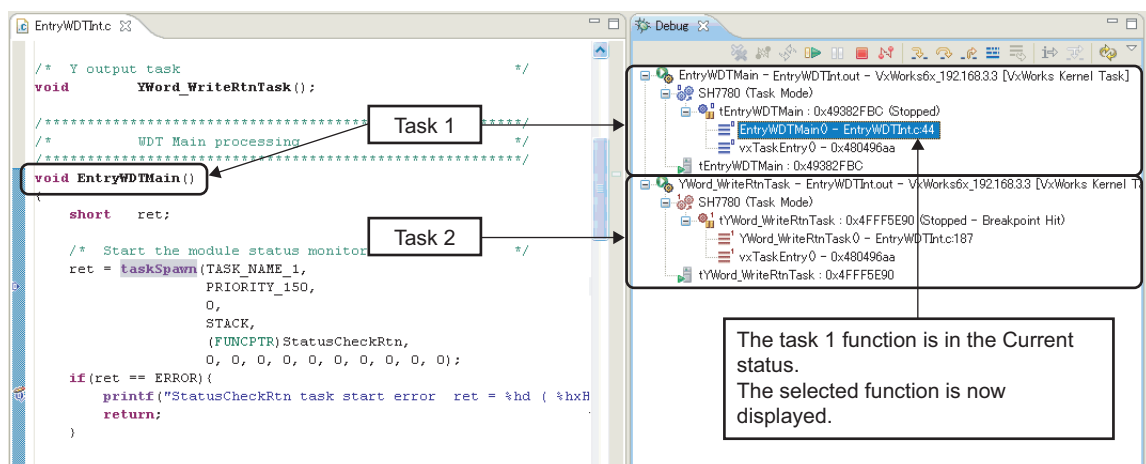 EntryWDTInt.c
/* Y output task */
void YWord_WriteRtnTask();
/* WDT Main processing */
void EntryWDTMain()
{
short ret;
/* Start the module status monitor */
ret = taskSpawn(TASK_NAME_1,
PRIORITY_150,
0,
STACK,
(FUNCPTR)StatusCheckRtn,
0, 0, 0, 0, 0, 0, 0, 0, 0, 0);
if(ret == ERROR){
printf("StatusCheckRtn task start error ret = %hd ( %hxH
return;
}
Task 1
Task 2
Debug
EntryWDTMain - EntryWDTInt.out - VxWorks6x_192.168.3.3 [VxWorks Kernel Task]
SH7780 (Task Mode)
tEntryWDTMain : 0x49382FBC (Stopped)
EntryWDTMain() - EntryWDTInt.c:44
vxTaskEntry() - 0x480496aa
tEntryWDTMain : 0x49382FBC
YWord_WriteRtnTask - EntryWDTInt.out - VxWorks6x_192.168.3.3 [VxWorks Kernel T
SH7780 (Task Mode)
tYWord_WriteRtnTask : 0x4FFF5E90 (Stopped - Breakpoint Hit)
YWord_WriteRtnTask() - EntryWDTInt.c:187
vxTaskEntry() - 0x480496aa
tYWord_WriteRtnTask : 0x4FFF5E90
The task 1 function is in the Current
status.
The selected function is now
displayed.